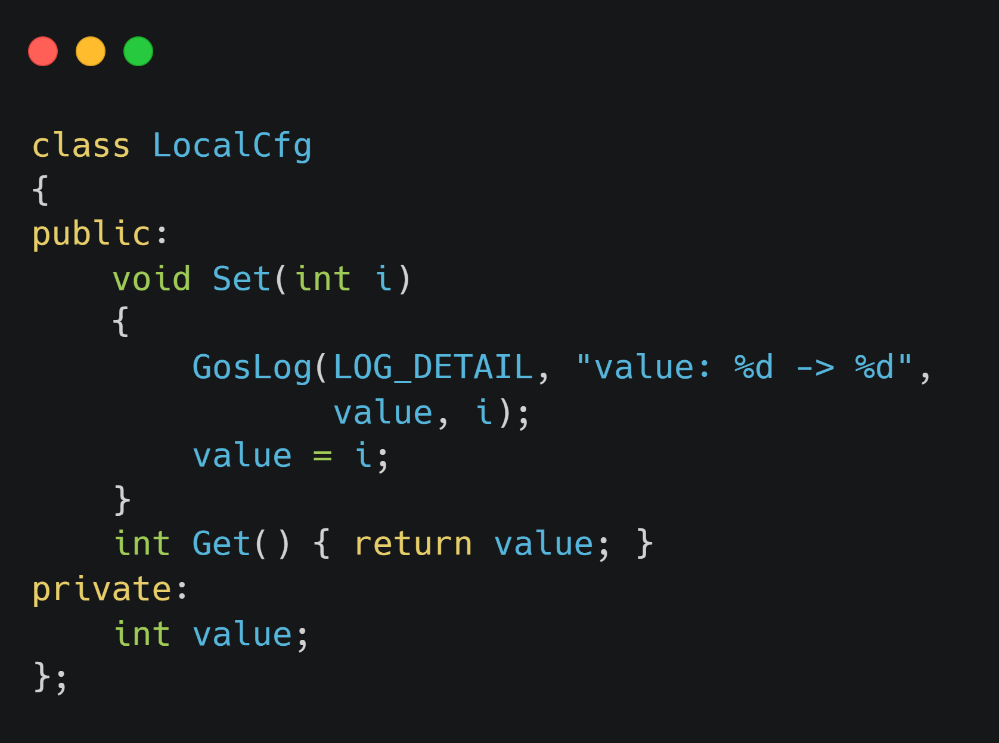 class LocalCfg
{
public:
    void Set(int i)
    {
        GosLog(LOG_DETAIL, "value: %d -> %d",
               value, i);
        value = i;
    }
    int Get() { return value; }
private:
    int value;
};